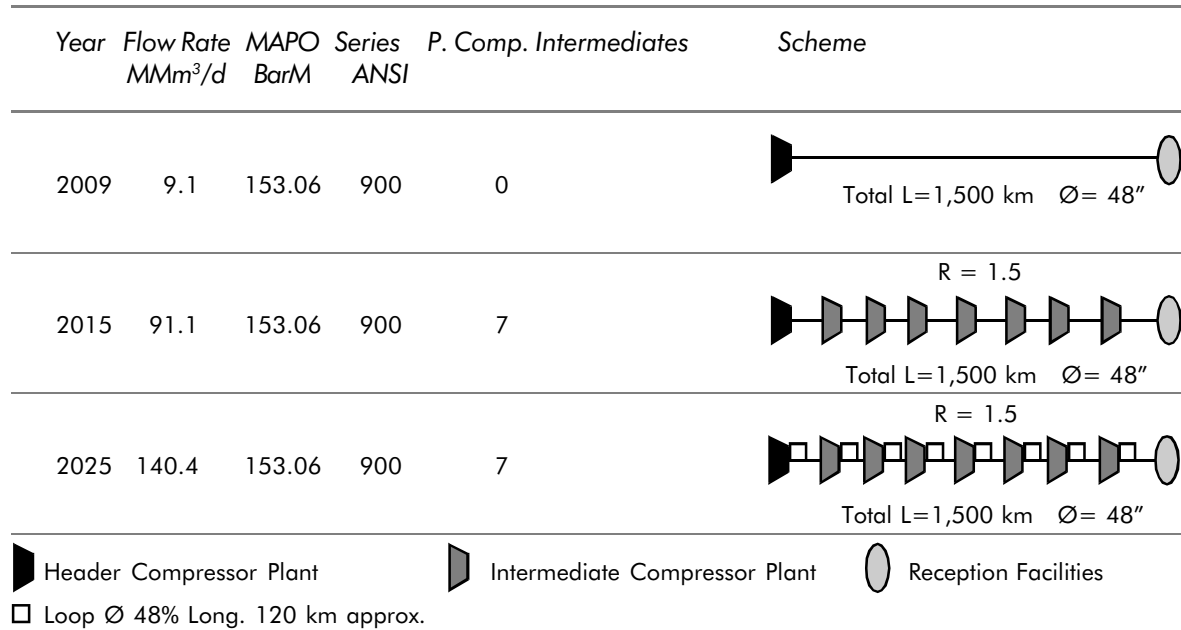 Year Flow Rate MAPO Series P. Comp. Intermediates Scheme
MMm³/d BarM ANSI
2009 9.1 153.06 900 0
Total L=1,500 km Ø= 48″
R = 1.5
2015 91.1 153.06 900 7
Total L=1,500 km Ø= 48″
R = 1.5
2025 140.4 153.06 900 7
Total L=1,500 km Ø= 48″
Header Compressor Plant Intermediate Compressor Plant Reception Facilities
Loop Ø 48% Long. 120 km approx.